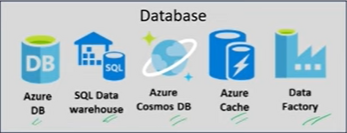 Database
DB
SQL
Azure DB
SQL Data warehouse
Azure Cosmos DB
Azure Cache
Data Factory